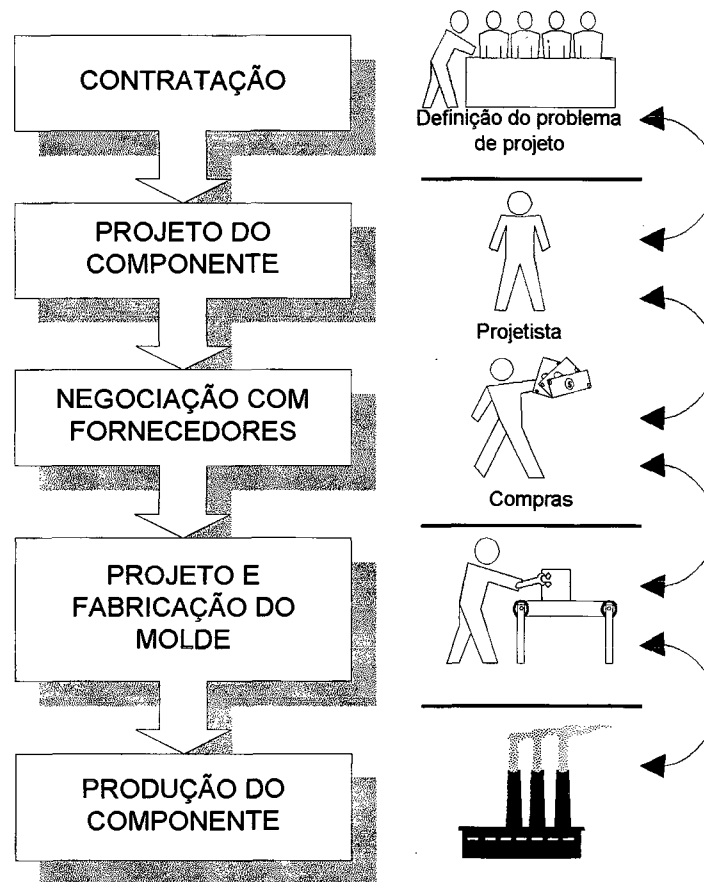 CONTRATAÇÃO
Definição do problema
de projeto
PROJETO DO
COMPONENTE
Projetista
NEGOCIAÇÃO COM
FORNECEDORES
Compras
PROJETO E
FABRICAÇÃO DO
MOLDE
PRODUÇÃO DO
COMPONENTE